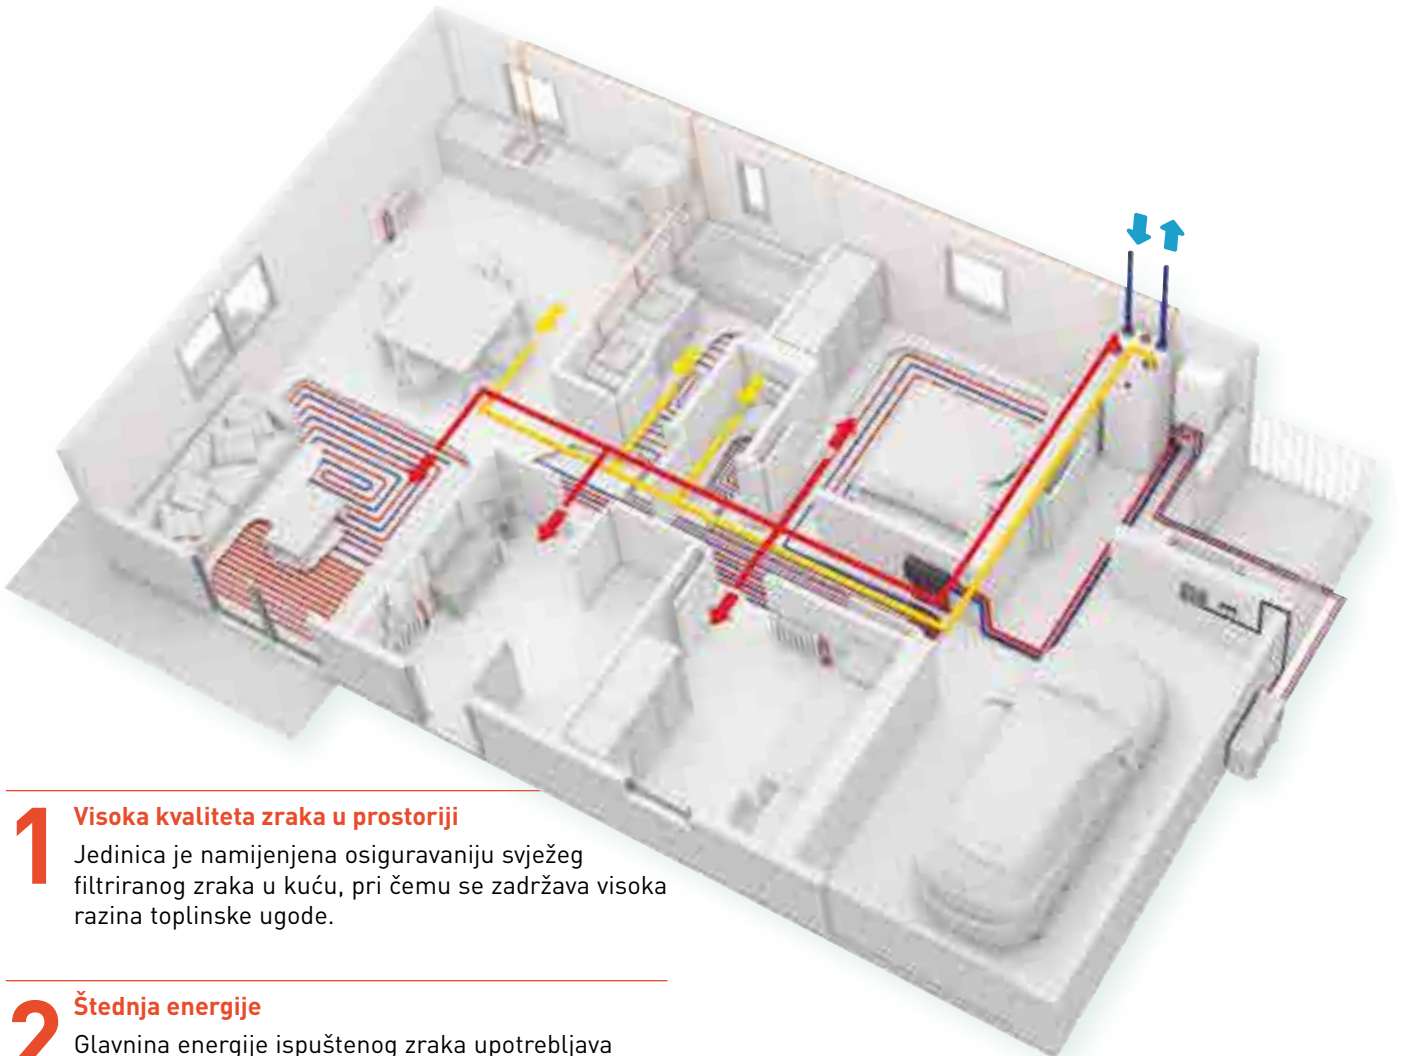 1
Visoka kvaliteta zraka u prostoriji
Jedinica je namijenjena osiguravaniju svježeg
filtriranog zraka u kuću, pri čemu se zadržava visoka
razina toplinske ugode.
2
Štednja energije
Glavnina energije ispuštenog zraka upotrebljava